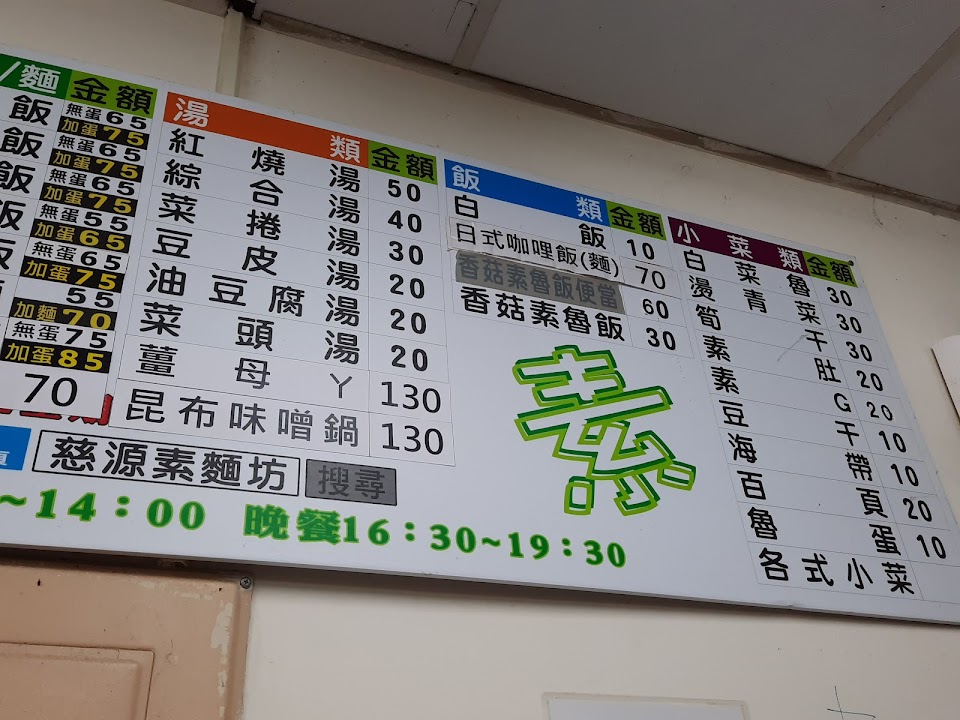 /麵 金額
飯 無蛋65
加蛋75
飯 無蛋65
加蛋75
飯 無蛋65
加蛋75
飯 無蛋55
加蛋65
飯 無蛋65
加蛋75
55
加麵70
無蛋75
加蛋85
70
湯類 金額
紅燒湯 50
綜合湯 40
菜捲湯 30
豆皮湯 20
油豆腐湯 20
菜頭湯 20
薑母ㄚ 130
昆布味噌鍋 130
飯類 金額
白飯 10
日式咖哩飯(麵) 70
香菇素魯飯便當 60
香菇素魯飯 30
素
小菜類 金額
白菜魯 30
燙青菜 30
筍干 30
素肚 20
素G 20
豆干 10
海帶 10
百頁 20
魯蛋 10
各式小菜
慈源素麵坊 搜尋
~14:00 晚餐16:30~19:30